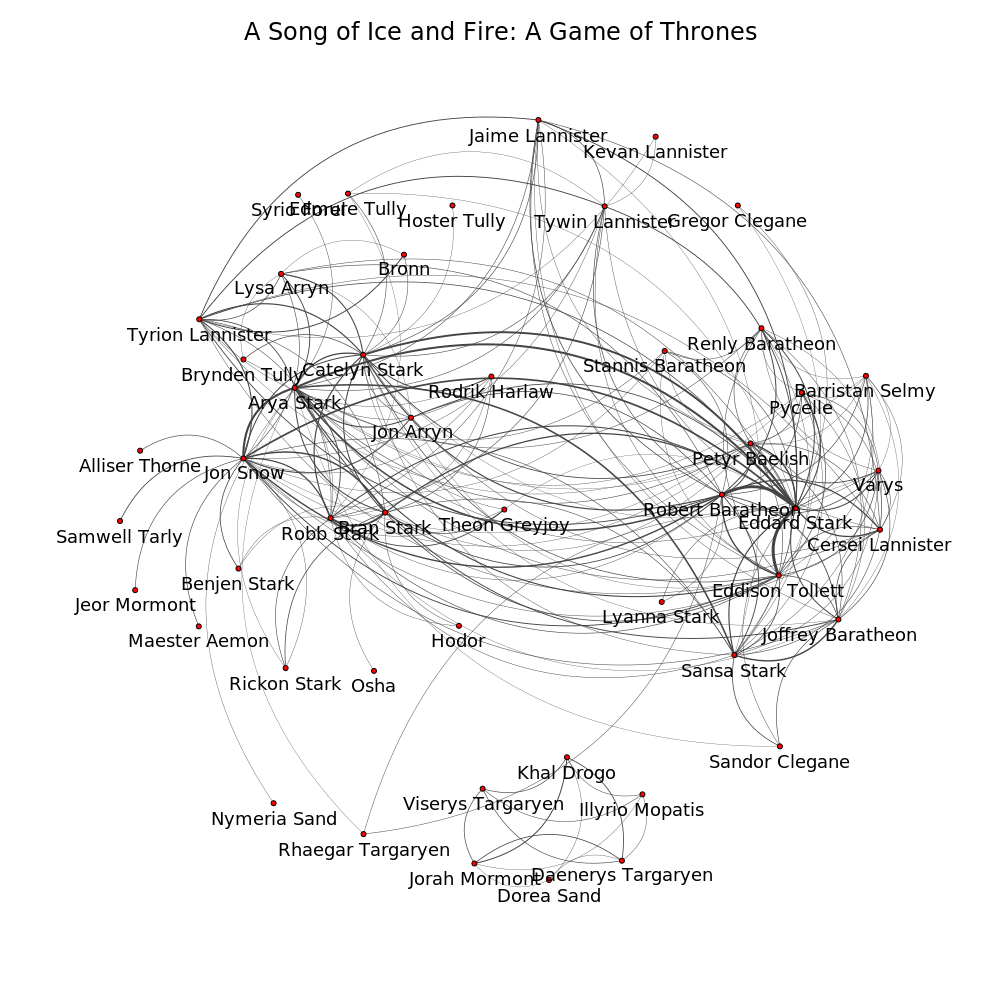 A Song of Ice and Fire: A Game of Thrones
Jaime Lannister
Kevan Lannister
Syrio Forel
Edmure Tully
Hoster Tully
Tywin Lannister
Gregor Clegane
Bronn
Lysa Arryn
Tyrion Lannister
Renly Baratheon
Stannis Baratheon
Brynden Tully
Catelyn Stark
Rodrik Harlaw
Barristan Selmy
Arya Stark
Pycelle
Jon Arryn
Petyr Baelish
Alliser Thorne
Jon Snow
Varys
Robert Baratheon
Eddard Stark
Samwell Tarly
Robb Stark
Bran Stark
Theon Greyjoy
Cersei Lannister
Benjen Stark
Eddison Tollett
Jeor Mormont
Lyanna Stark
Maester Aemon
Hodor
Joffrey Baratheon
Rickon Stark
Osha
Sansa Stark
Sandor Clegane
Khal Drogo
Viserys Targaryen
Illyrio Mopatis
Nymeria Sand
Rhaegar Targaryen
Jorah Mormont
Daenerys Targaryen
Dorea Sand